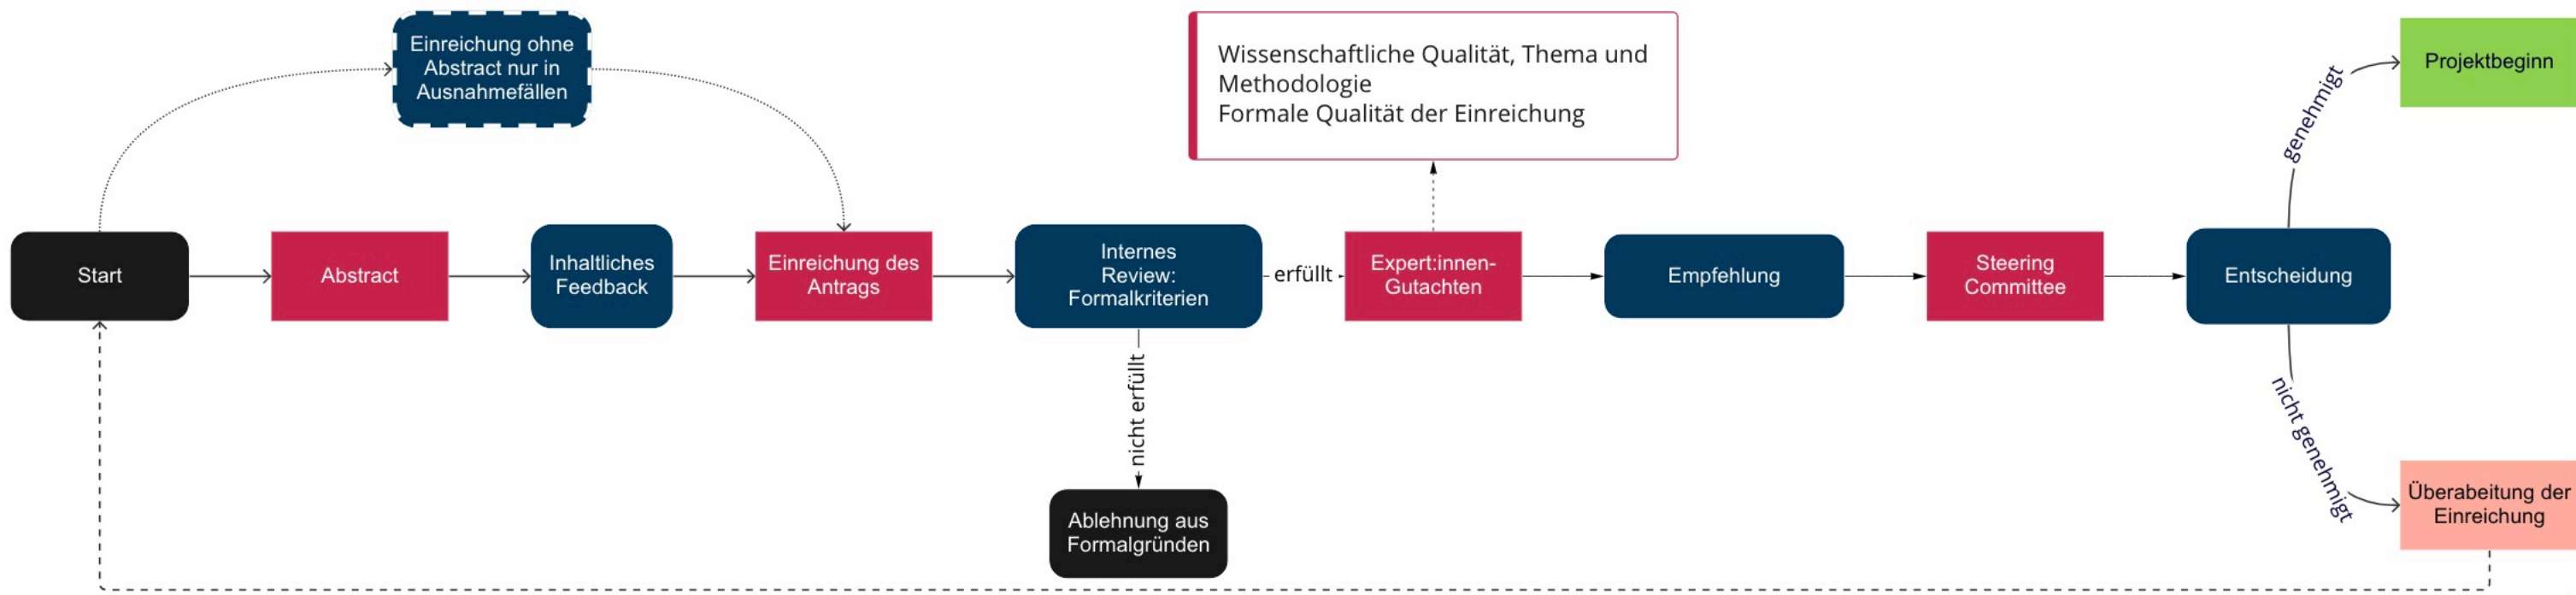 Einreichung ohne
Abstract nur in
Ausnahmefällen
Wissenschaftliche Qualität, Thema und
Methodologie
Formale Qualität der Einreichung
Projektbeginn
genehmigt
Start
Abstract
Inhaltliches
Feedback
Einreichung des
Antrags
Internes
Review:
Formalkriterien
erfüllt
Expert:innen-
Gutachten
Empfehlung
Steering
Committee
Entscheidung
nicht erfüllt
nicht genehmigt
Ablehnung aus
Formalgründen
Überabeitung der
Einreichung